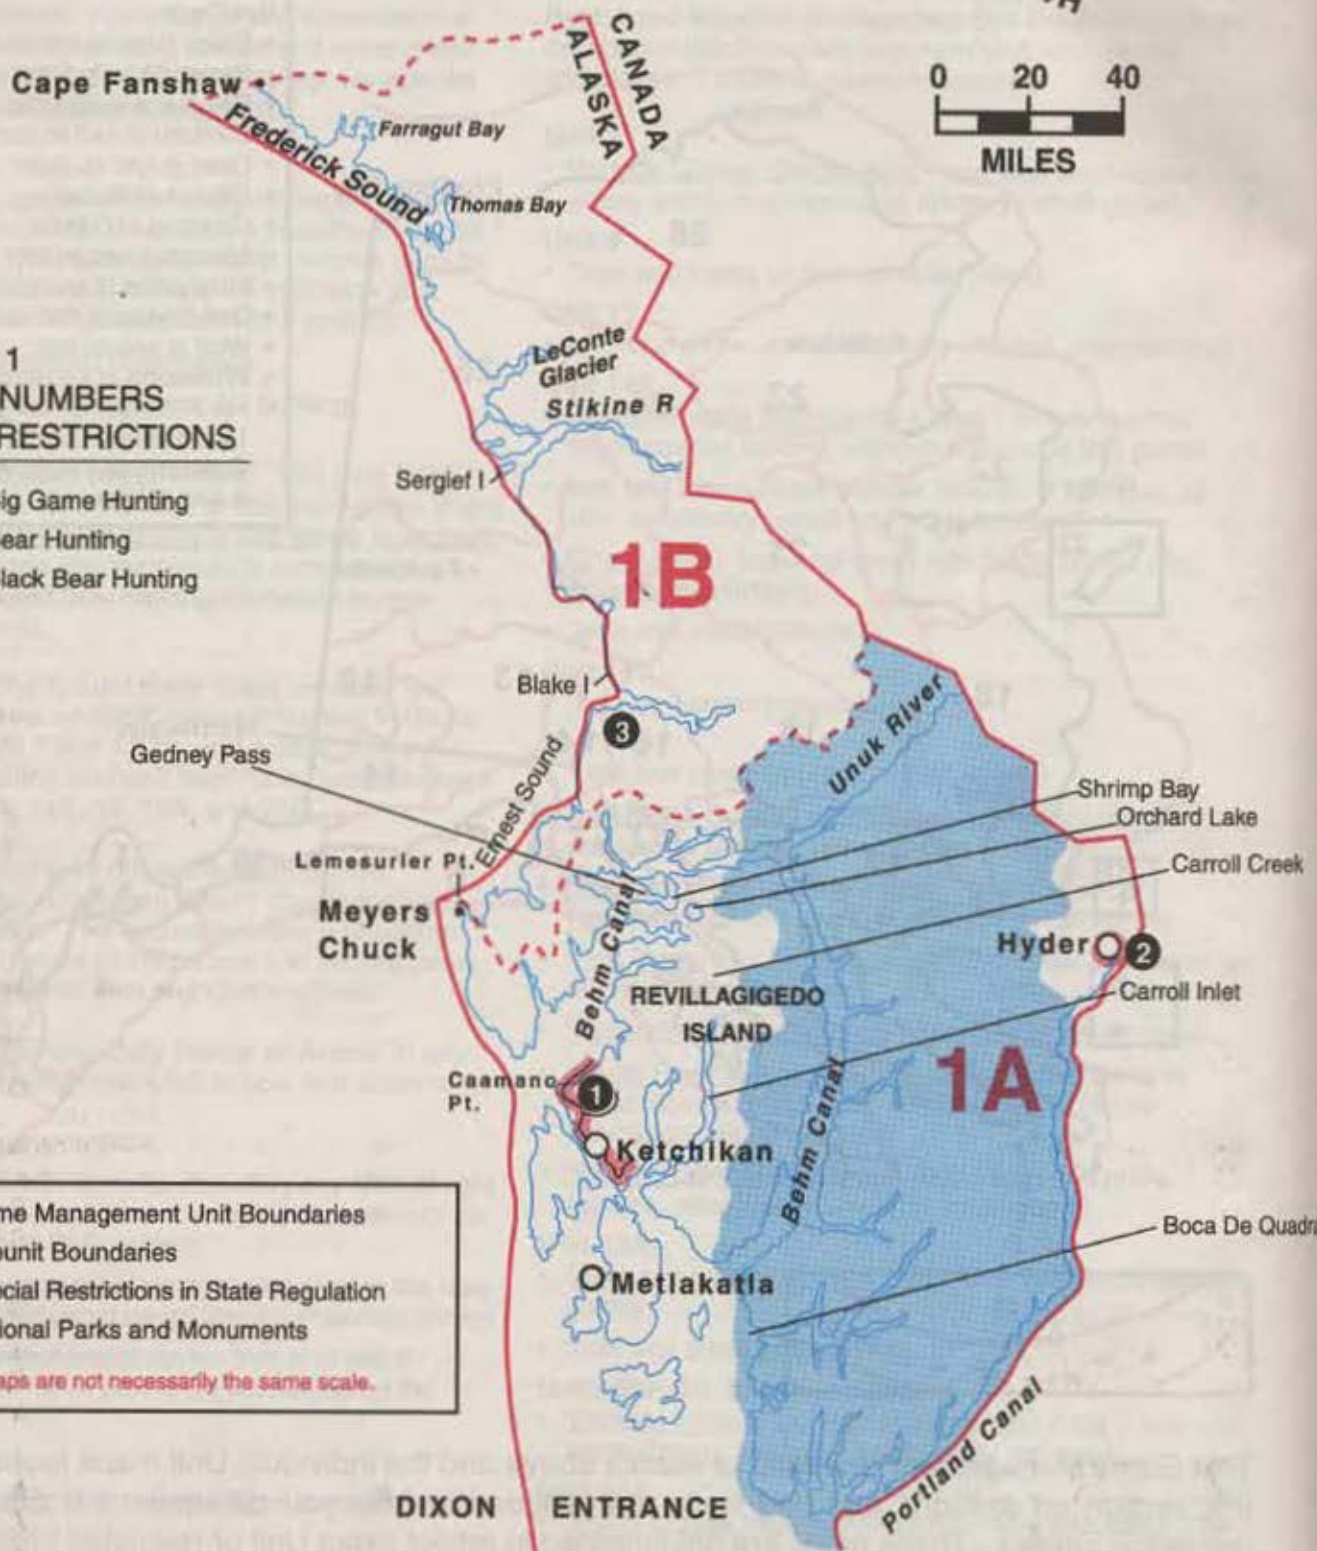 CANADA
ALASKA
Cape Fanshaw
0 20 40
MILES
Frederick Sound
Farragut Bay
Thomas Bay
1
NUMBERS
RESTRICTIONS
LeConte
Glacier
Stikine R
Sergief I
ig Game Hunting
ear Hunting
lack Bear Hunting
1B
Blake I
3
Gedney Pass
Ernest Sound
Unuk River
Shrimp Bay
Orchard Lake
Lemesurier Pt.
Carroll Creek
Meyers
Chuck
Behm Canal
Hyder
2
REVILLAGIGEDO
ISLAND
Carroll Inlet
1A
Caamano
Pt.
1
Ketchikan
Behm Canal
me Management Unit Boundaries
unit Boundaries
cial Restrictions in State Regulation
ional Parks and Monuments
aps are not necessarily the same scale.
Boca De Quadra
Metlakatla
Portland Canal
DIXON ENTRANCE